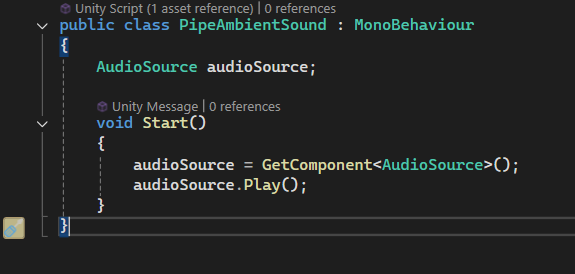 Unity Script (1 asset reference) | 0 references
public class PipeAmbientSound : MonoBehaviour
{
AudioSource audioSource;
Unity Message | 0 references
void Start()
{
audioSource = GetComponent<AudioSource>();
audioSource.Play();
}
}